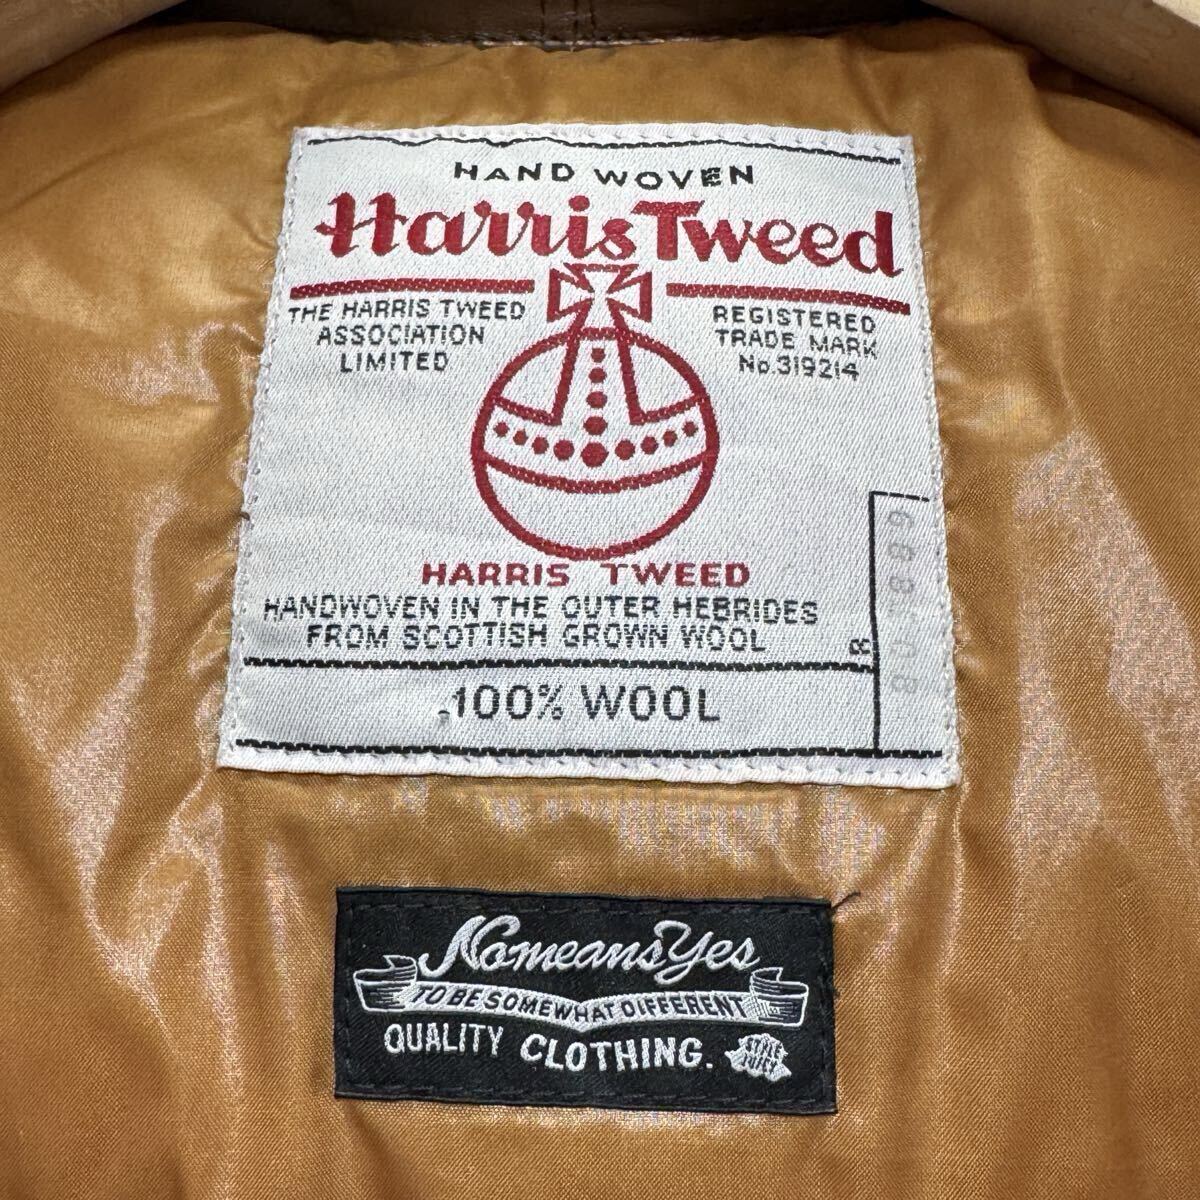 HAND WOVEN
Harris Tweed
THE HARRIS TWEED
ASSOCIATION
LIMITED
REGISTERED
TRADE MARK
No. 319214
HARRIS TWEED
HANDWOVEN IN THE OUTER HEBRIDES
FROM SCOTTISH GROWN WOOL
100% WOOL
NomeansYes
TO BE SOMEWHAT DIFFERENT
QUALITY CLOTHING.